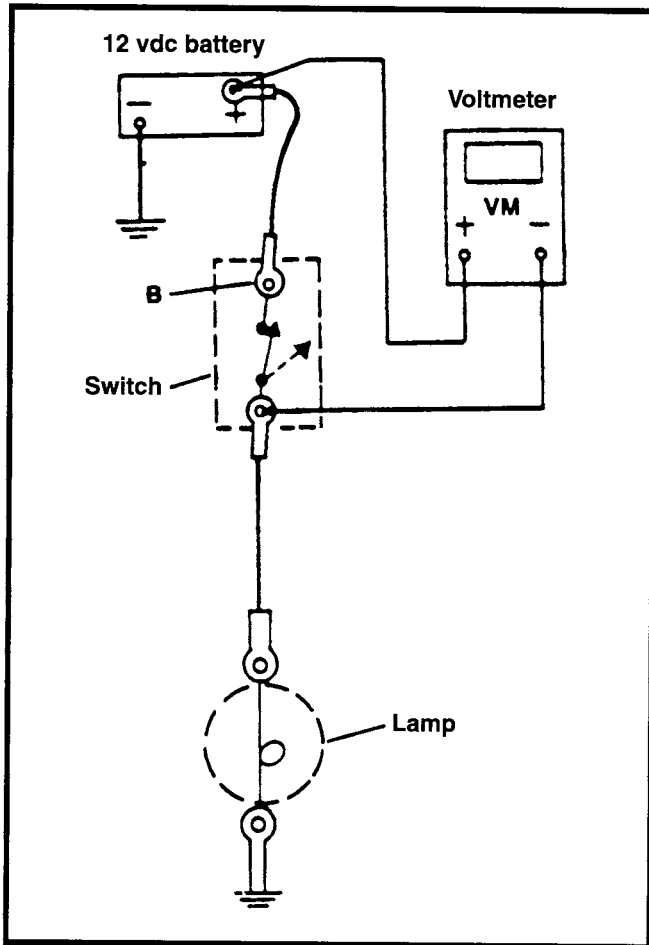 12 vdc battery
Voltmeter
− +
VM
+ −
B
Switch
Lamp